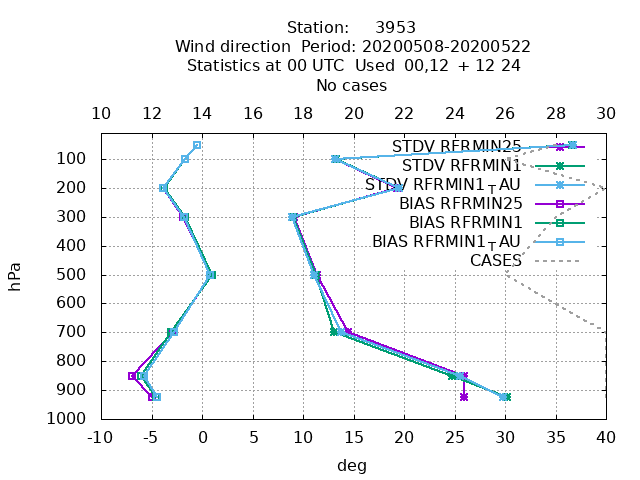 Station: 3953
Wind direction Period: 20200508-20200522
Statistics at 00 UTC Used 00,12 + 12 24
No cases
10 12 14 16 18 20 22 24 26 28 30
STDV RFRMIN25
STDV RFRMIN1
STDV RFRMIN1_TAU
BIAS RFRMIN25
BIAS RFRMIN1
BIAS RFRMIN1_TAU
CASES
100
200
300
400
500
600
700
800
900
1000
hPa
-10 -5 0 5 10 15 20 25 30 35 40
deg